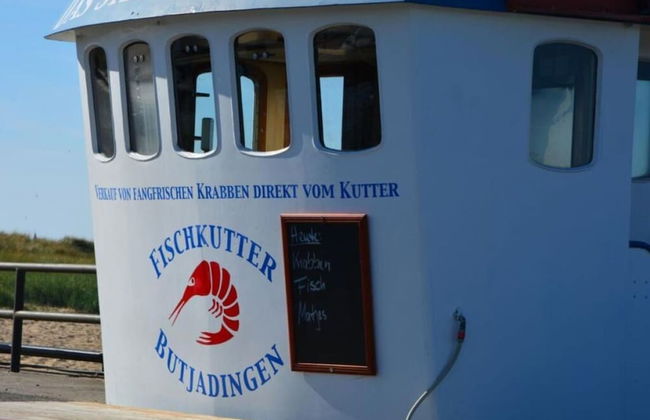 VERKAUF VON FANGFRISCHEN KRABBEN DIREKT VOM KUTTER
FISCHKUTTER
BUTJADINGEN
Heute:
Krabben
Fisch
Matjes